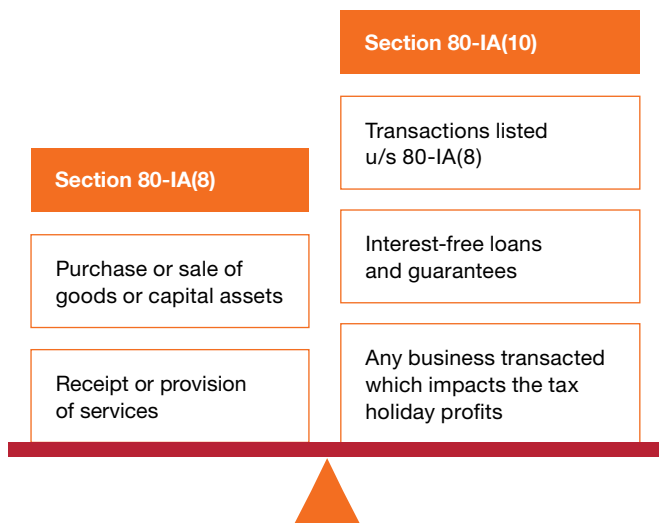 Section 80-IA(8)
Purchase or sale of
goods or capital assets
Receipt or provision
of services
Section 80-IA(10)
Transactions listed
u/s 80-IA(8)
Interest-free loans
and guarantees
Any business transacted
which impacts the tax
holiday profits